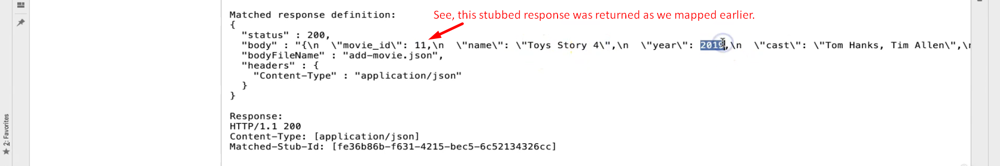 Matched response definition:
See, this stubbed response was returned as we mapped earlier.
{
"status" : 200,
"body" : "{\n \"movie_id\": 11,\n \"name\": \"Toys Story 4\",\n \"year\": 2019,\n \"cast\": \"Tom Hanks, Tim Allen\",\n
"bodyFileName" : "add-movie.json",
"headers" : {
"Content-Type" : "application/json"
}
}
Response:
HTTP/1.1 200
Content-Type: [application/json]
Matched-Stub-Id: [fe36b86b-f631-4215-bec5-6c52134326cc]
2: Favorites